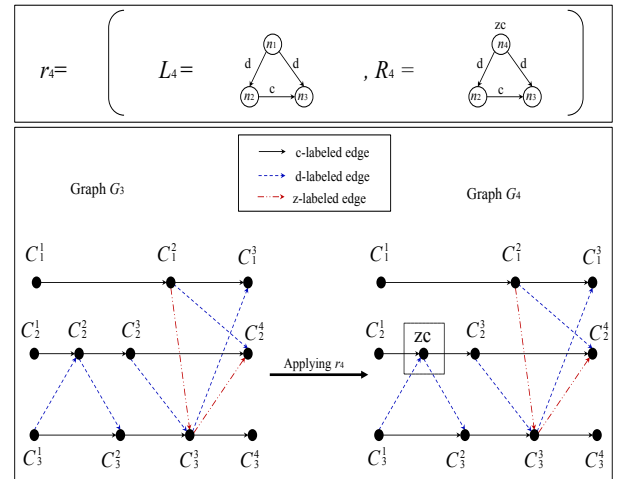 zc
n1 n4
r4= L4= d d , R4 = d d
c c
n2 n3 n2 n3
c-labeled edge
Graph G3 d-labeled edge Graph G4
z-labeled edge
C₁¹ C₁² C₁³ C₁¹ C₁² C₁³
C₂¹ C₂² C₂³ C₂⁴ C₂¹ zc C₂³ C₂⁴
Applying r4
C₃¹ C₃² C₃³ C₃⁴ C₃¹ C₃² C₃³ C₃⁴